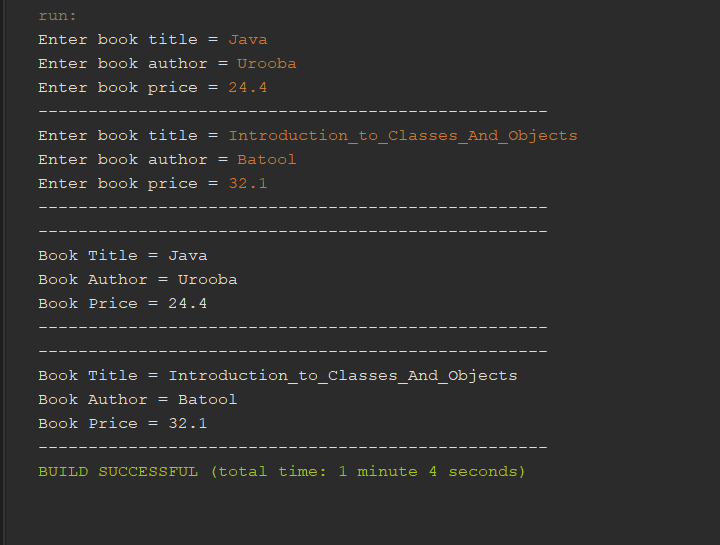 run:
Enter book title = Java
Enter book author = Urooba
Enter book price = 24.4
---------------------------------------------------
Enter book title = Introduction_to_Classes_And_Objects
Enter book author = Batool
Enter book price = 32.1
---------------------------------------------------
---------------------------------------------------
Book Title = Java
Book Author = Urooba
Book Price = 24.4
---------------------------------------------------
---------------------------------------------------
Book Title = Introduction_to_Classes_And_Objects
Book Author = Batool
Book Price = 32.1
---------------------------------------------------
BUILD SUCCESSFUL (total time: 1 minute 4 seconds)